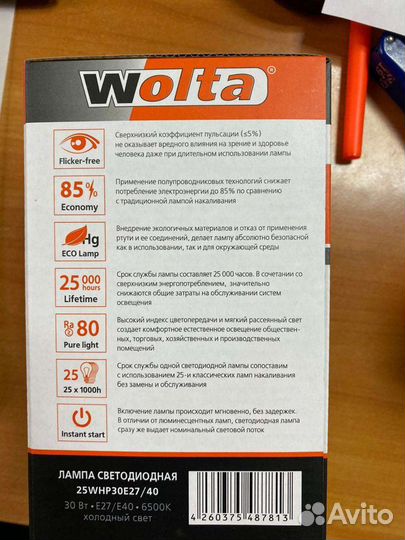 wolta®
Flicker-free
Сверхнизкий коэффициент пульсации (≤5%)
не оказывает вредного влияния на зрение и здоровье
человека даже при длительном использовании лампы
85%
Economy
Применение полупроводниковых технологий снижает
потребление электроэнергии до 85% по сравнению
с традиционной лампой накаливания
Hg
ECO Lamp
Внедрение экологичных материалов и отказ от применения
ртути и ее соединений, делает лампу абсолютно безопасной
как в использовании, так и для окружающей среды
25 000 hours
Lifetime
Срок службы лампы составляет 25 000 часов. В сочетании со
сверхнизким энергопотреблением, значительно
снижаются общие затраты на обслуживание систем
освещения
Ra 80
Pure light
Высокий индекс цветопередачи и мягкий рассеянный свет
создает комфортное естественное освещение обществен-
ных, торговых, хозяйственных и производственных
помещений
25
25 x 1000h
Срок службы одной светодиодной лампы сопоставим
с использованием 25-и классических ламп накаливания
без замены и обслуживания
Instant start
Включение лампы происходит мгновенно, без задержек.
В отличии от люминесцентных ламп, светодиодная лампа
сразу же выдает номинальный световой поток
ЛАМПА СВЕТОДИОДНАЯ
25WHP30E27/40
30 Вт • E27/E40 • 6500K
холодный свет
4 260375 487813
Avito